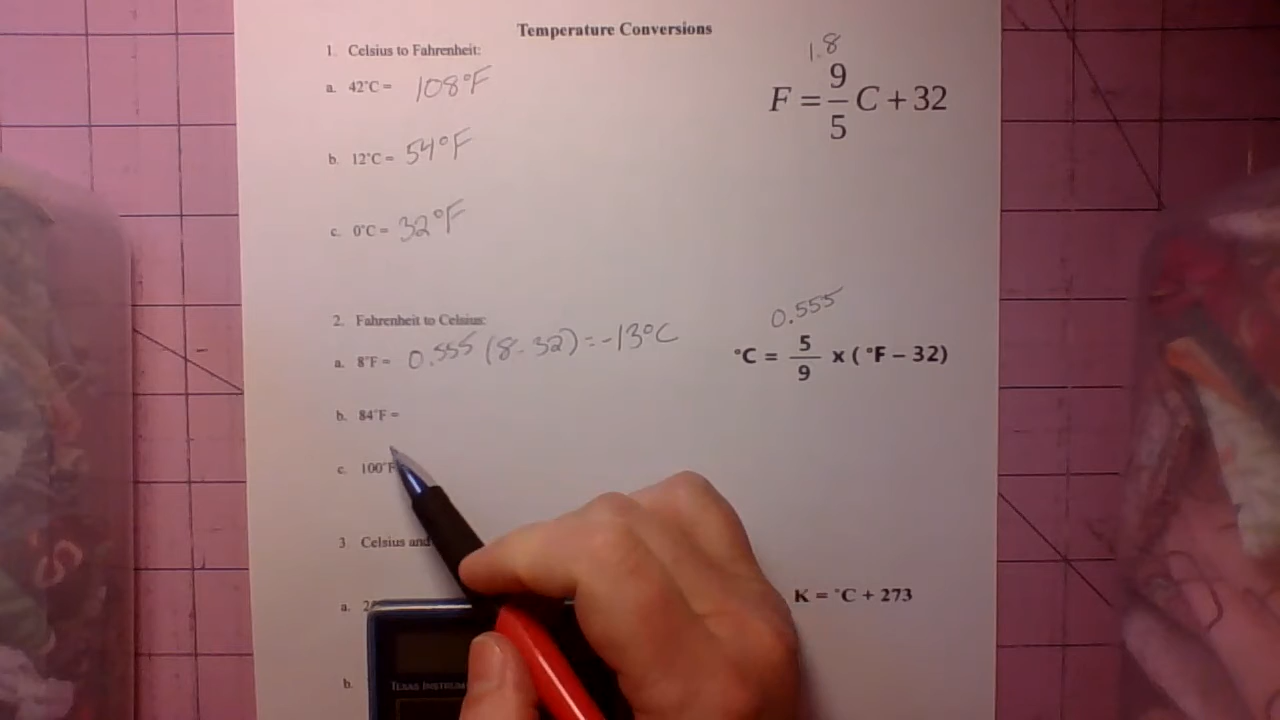 Temperature Conversions
1. Celsius to Fahrenheit:
a. 42°C = 108°F
1.8
F = 9/5 C + 32
b. 12°C = 54°F
c. 0°C = 32°F
2. Fahrenheit to Celsius:
a. 8°F = 0.555 (8-32) = -13°C
0.555
°C = 5/9 x ( °F – 32)
b. 84°F =
c. 100°F
3 Celsius and
a. 2
K = °C + 273
b.
TEXAS INSTRUM